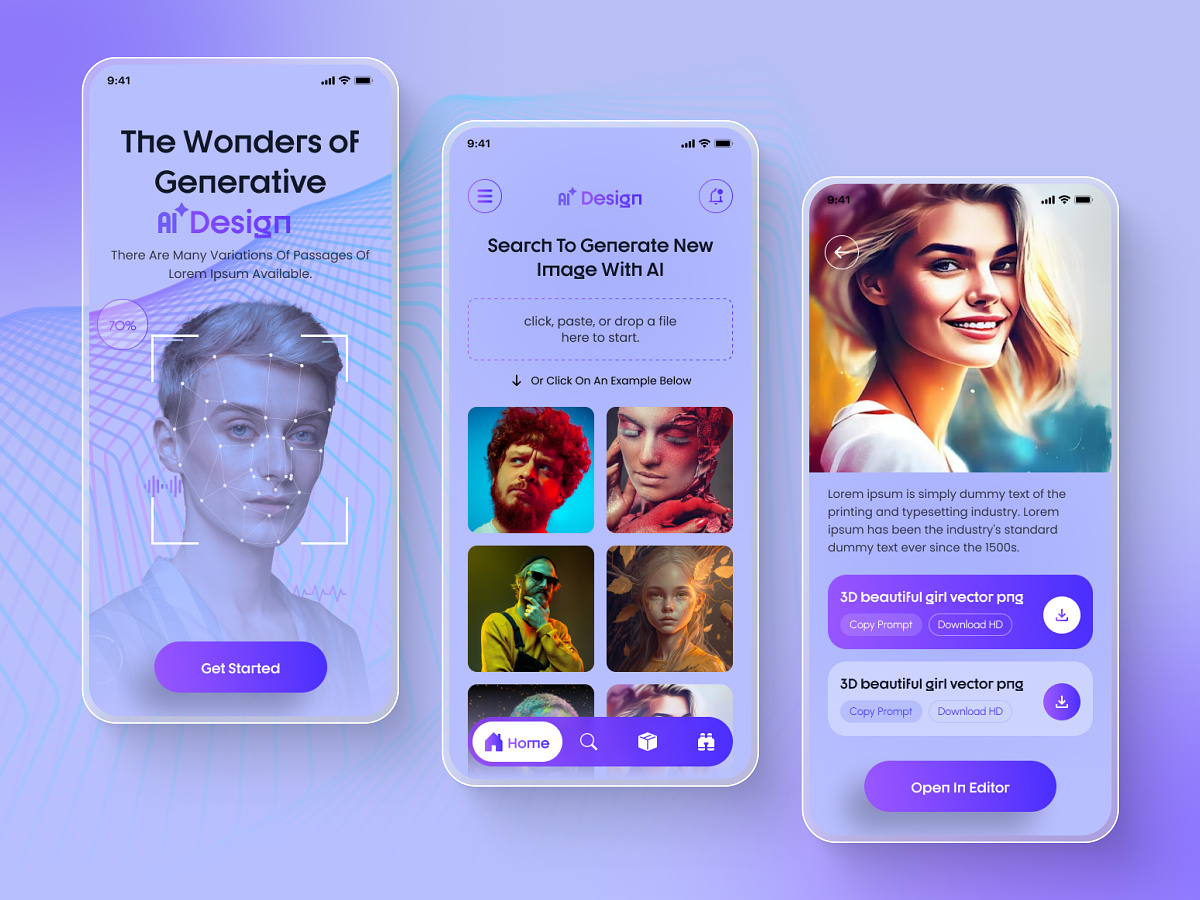 9:41
The Wonders of
Generative
AI Design
There Are Many Variations Of Passages Of
Lorem Ipsum Available.
70%
Get Started
9:41
AI Design
Search To Generate New
Image With AI
click, paste, or drop a file
here to start.
Or Click On An Example Below
Home
9:41
Lorem ipsum is simply dummy text of the
printing and typesetting industry. Lorem
ipsum has been the industry's standard
dummy text ever since the 1500s.
3D beautiful girl vector png
Copy Prompt
Download HD
3D beautiful girl vector png
Copy Prompt
Download HD
Open In Editor